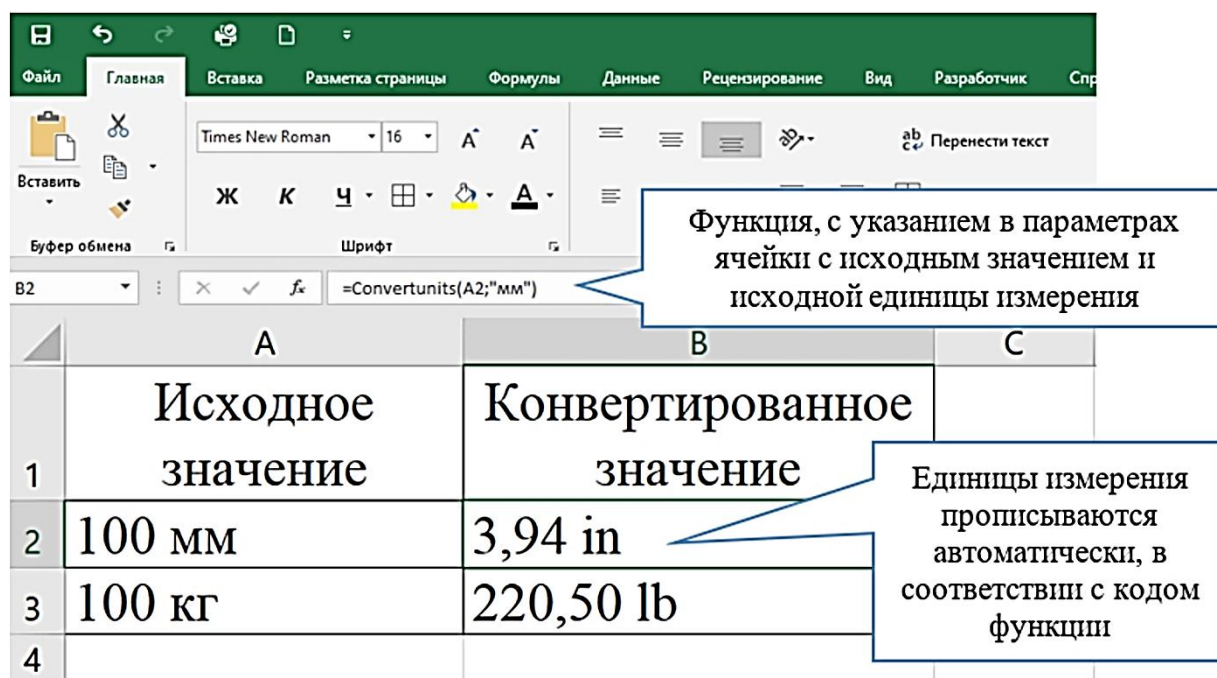 Файл Главная Вставка Разметка страницы Формулы Данные Рецензирование Вид Разработчик Спр
Times New Roman 16 A A ab Перенести текст
Вставить
Ж К Ч A
Буфер обмена Шрифт
Функция, с указанием в параметрах
ячейки с исходным значением и
исходной единицы измерения
B2 fx =Convertunits(A2;"мм")
A B C
1 Исходное значение Конвертированное значение
2 100 мм 3,94 in
3 100 кг 220,50 lb
4
Единицы измерения
прописываются
автоматически, в
соответствии с кодом
функции